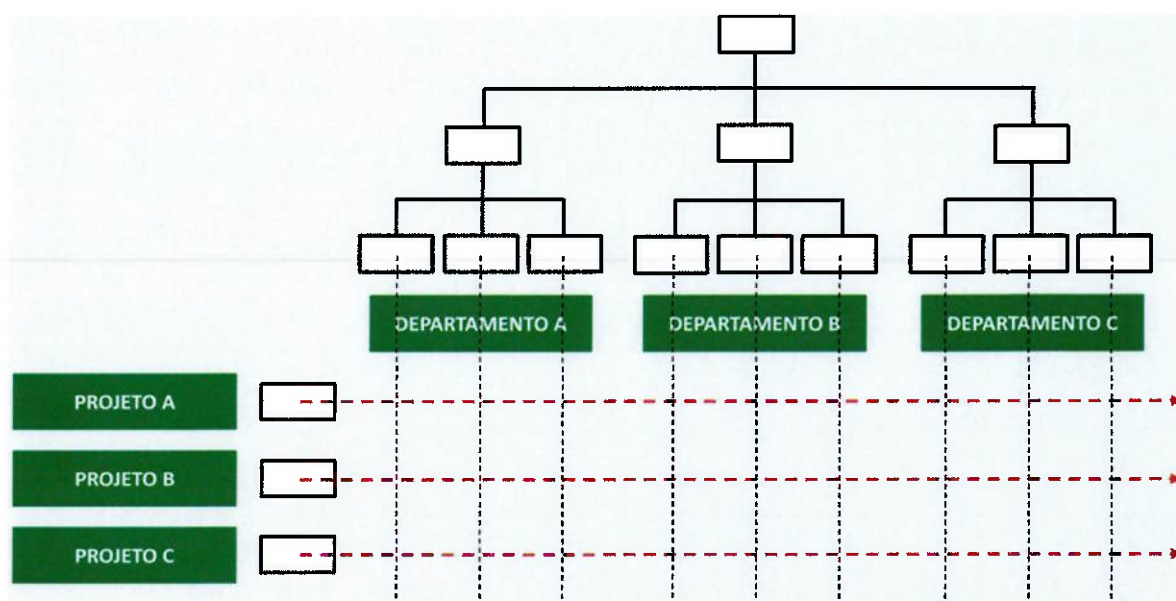 DEPARTAMENTO A
DEPARTAMENTO B
DEPARTAMENTO C
PROJETO A
PROJETO B
PROJETO C